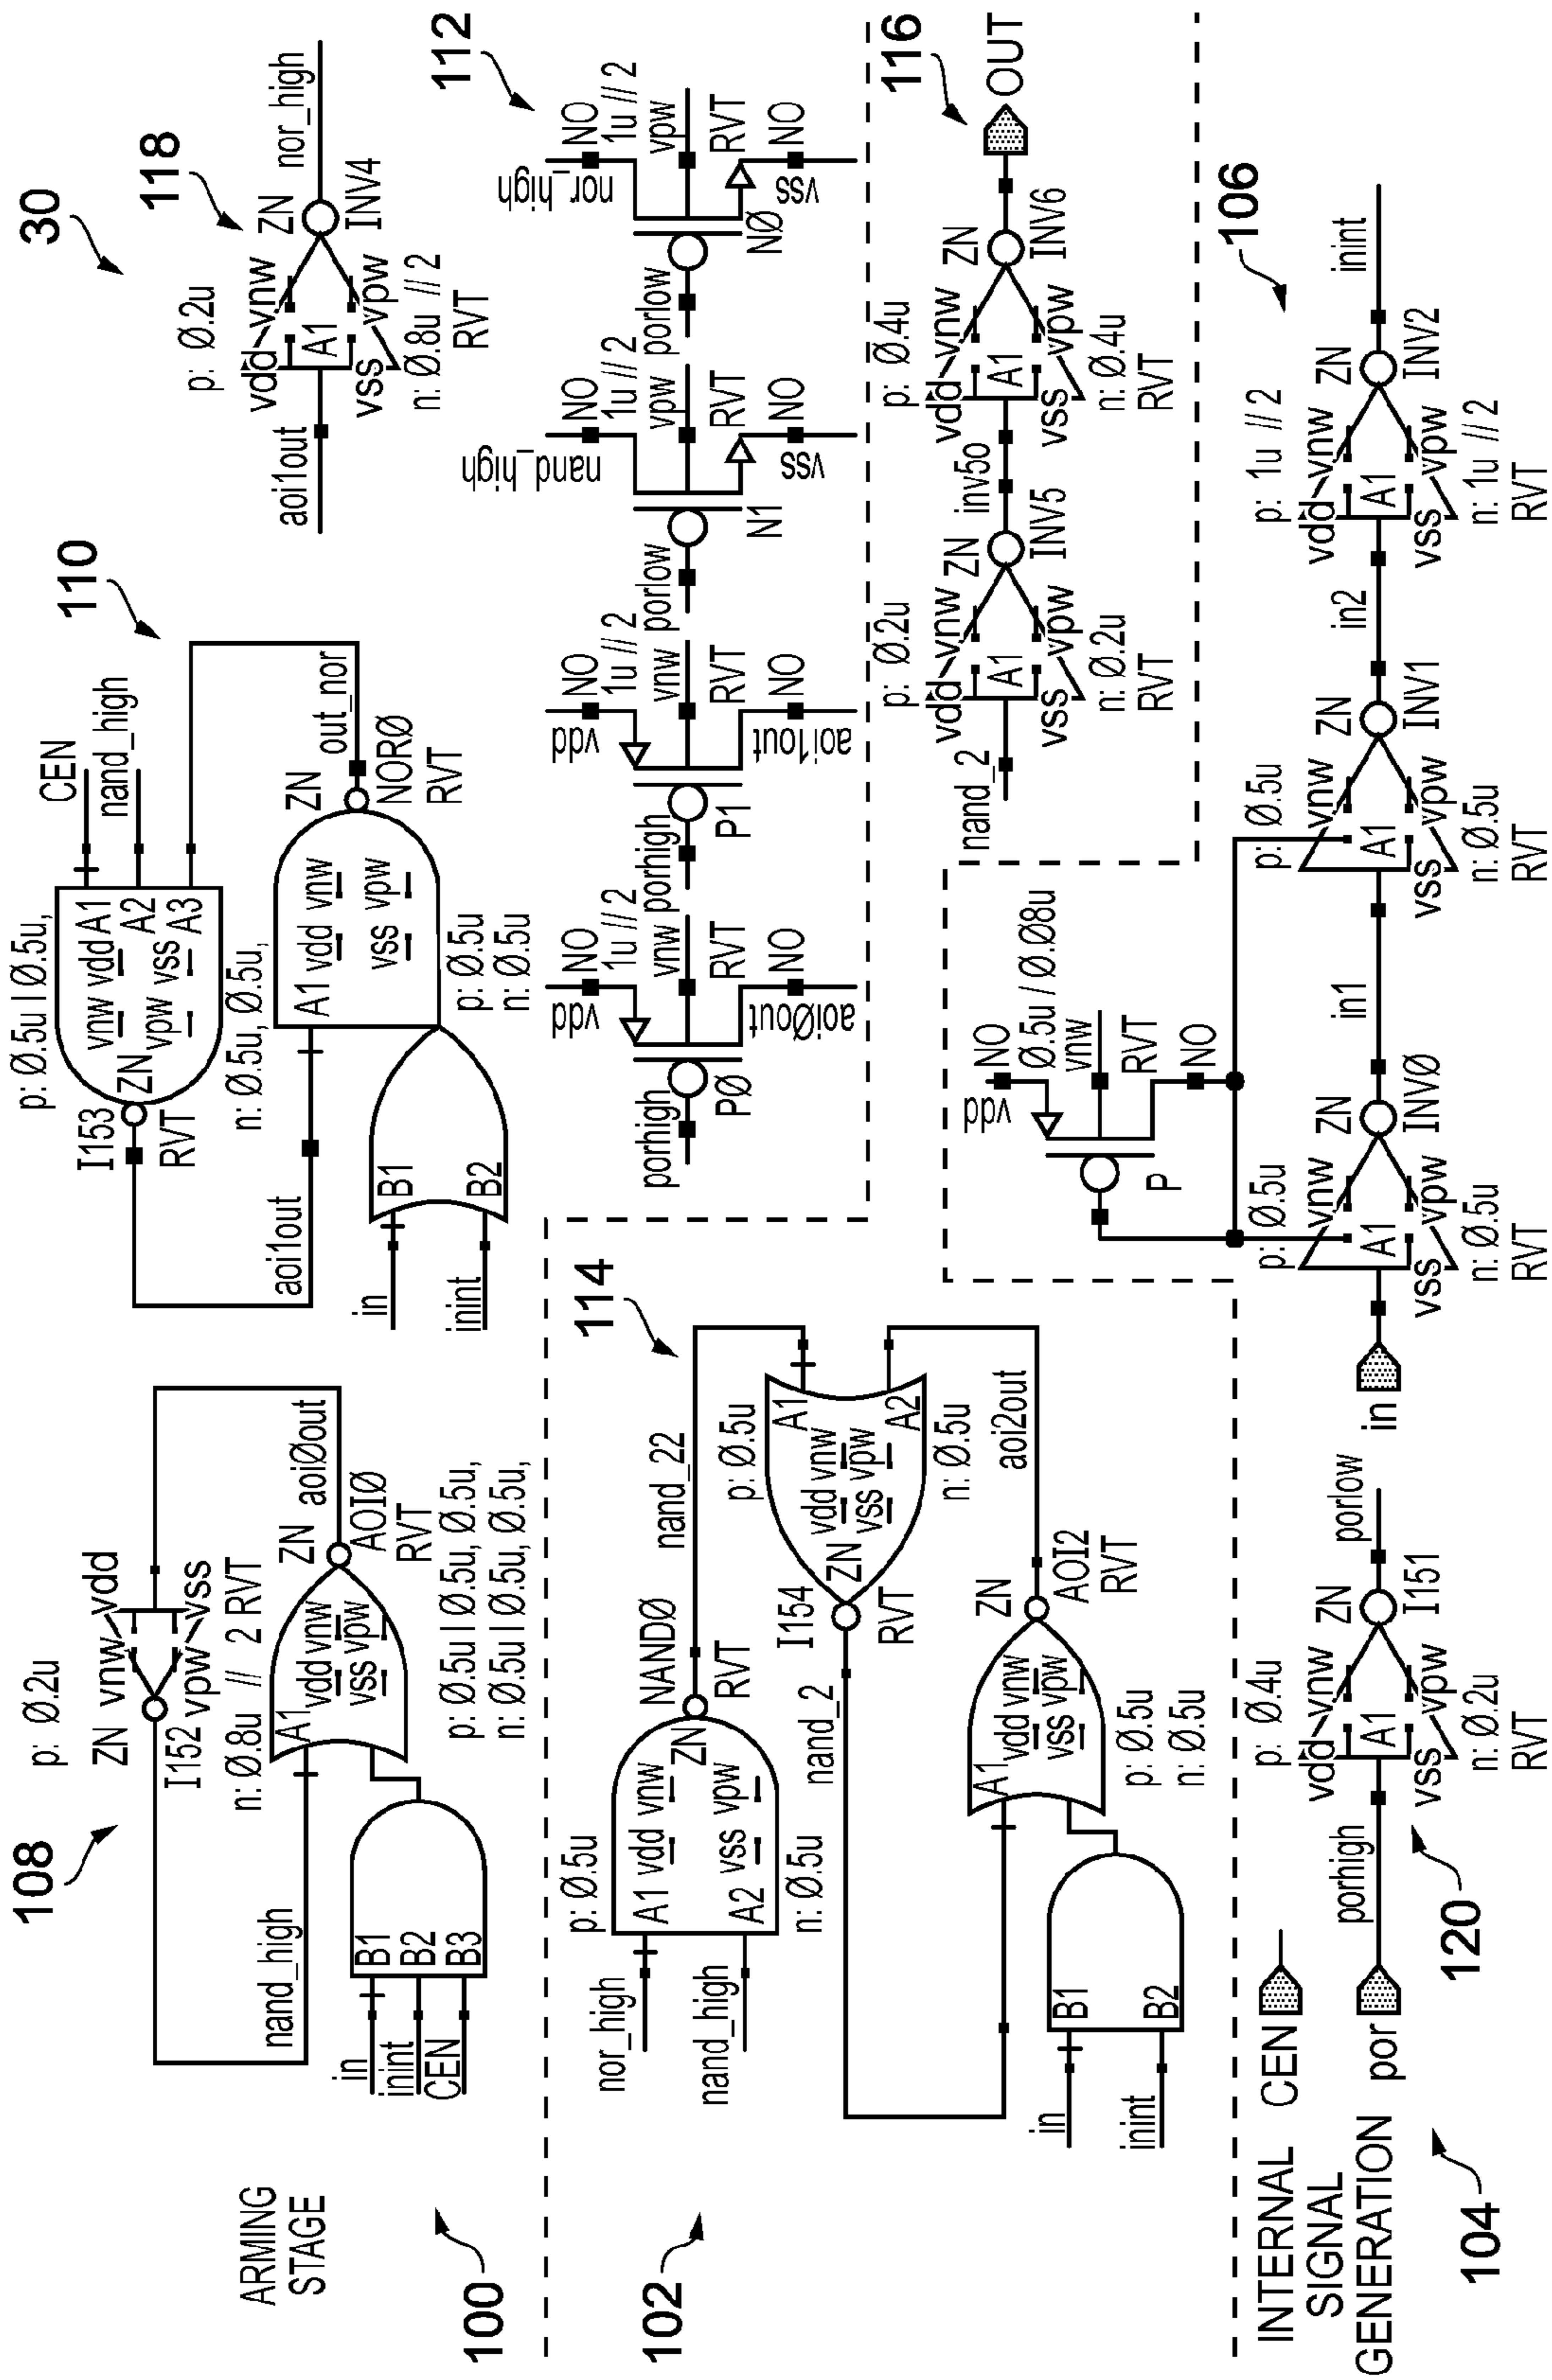 30
ARMING
STAGE
100
108
p: Ø.2u
ZN vnw vdd
I152 vpw vss
n: Ø.8u // 2 RVT
nand_high
A1
vdd vnw
vss vpw
ZN
aoiØout
AOIØ
RVT
p: Ø.5u | Ø.5u, Ø.5u,
n: Ø.5u | Ø.5u, Ø.5u,
in
inint
CEN
B1
B2
B3
110
p: Ø.5u | Ø.5u,
I153
RVT
ZN
vnw vdd A1
A2
vpw vss A3
CEN
nand_high
n: Ø.5u, Ø.5u,
aoi1out
A1 vdd vnw
vss vpw
ZN
out_nor
NORØ
RVT
p: Ø.5u
n: Ø.5u
in
inint
B1
B2
118
p: Ø.2u
aoi1out
vdd vnw
A1
vss vpw
ZN
INV4
nor_high
n: Ø.8u // 2
RVT
112
porhigh
PØ
vdd
NO
1u // 2
vnw
RVT
NO
aoiØout
porhigh
P1
vdd
NO
1u // 2
vnw
RVT
NO
aoi1out
porlow
N1
nand_high
NO
1u // 2
vpw
RVT
NO
vss
porlow
NØ
nor_high
NO
1u // 2
vpw
RVT
NO
vss
102
nor_high
nand_high
p: Ø.5u
A1 vdd vnw
A2 vss vpw
ZN
n: Ø.5u
NANDØ
RVT
nand_22
114
p: Ø.5u
A1
vdd vnw
vss vpw
A2
ZN
I154
RVT
n: Ø.5u
nand_2
aoi2out
A1
vdd vnw
vss vpw
ZN
AOI2
RVT
p: Ø.5u
n: Ø.5u
in
inint
B1
B2
116
nand_2
p: Ø.2u
vdd vnw
A1
vss vpw
ZN
INV5
n: Ø.2u
RVT
inv5o
p: Ø.4u
vdd vnw
A1
vss vpw
ZN
INV6
n: Ø.4u
RVT
OUT
INTERNAL
SIGNAL
GENERATION
104
CEN
por
porhigh
120
p: Ø.4u
vdd vnw
A1
vss vpw
ZN
I151
n: Ø.2u
RVT
porlow
P
vdd
NO
Ø.5u / Ø.Ø8u
vnw
RVT
NO
106
in
p: Ø.5u
vnw
A1
vss vpw
ZN
INVØ
n: Ø.5u
RVT
in1
p: Ø.5u
vnw
A1
vss vpw
ZN
INV1
n: Ø.5u
RVT
in2
p: 1u // 2
vdd vnw
A1
vss vpw
ZN
INV2
n: 1u // 2
RVT
inint